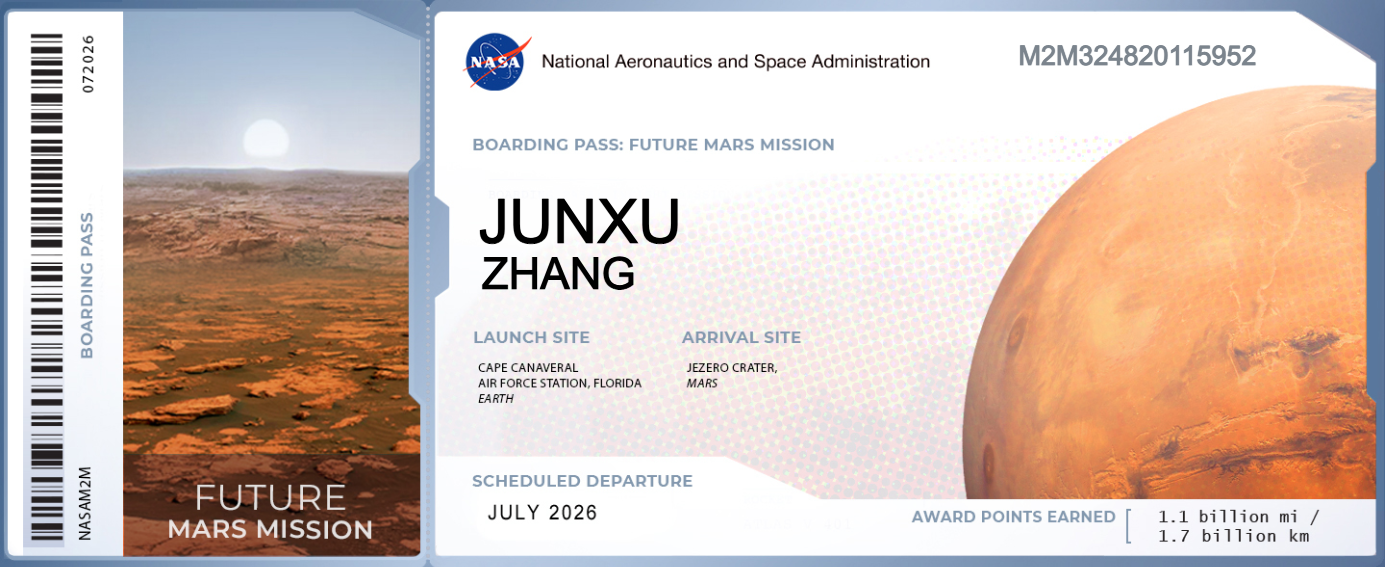 072026
BOARDING PASS
NASAM2M
FUTURE
MARS MISSION
NASA
National Aeronautics and Space Administration
M2M324820115952
BOARDING PASS: FUTURE MARS MISSION
JUNXU
ZHANG
LAUNCH SITE
CAPE CANAVERAL
AIR FORCE STATION, FLORIDA
EARTH
ARRIVAL SITE
JEZERO CRATER,
MARS
SCHEDULED DEPARTURE
JULY 2026
AWARD POINTS EARNED
1.1 billion mi /
1.7 billion km